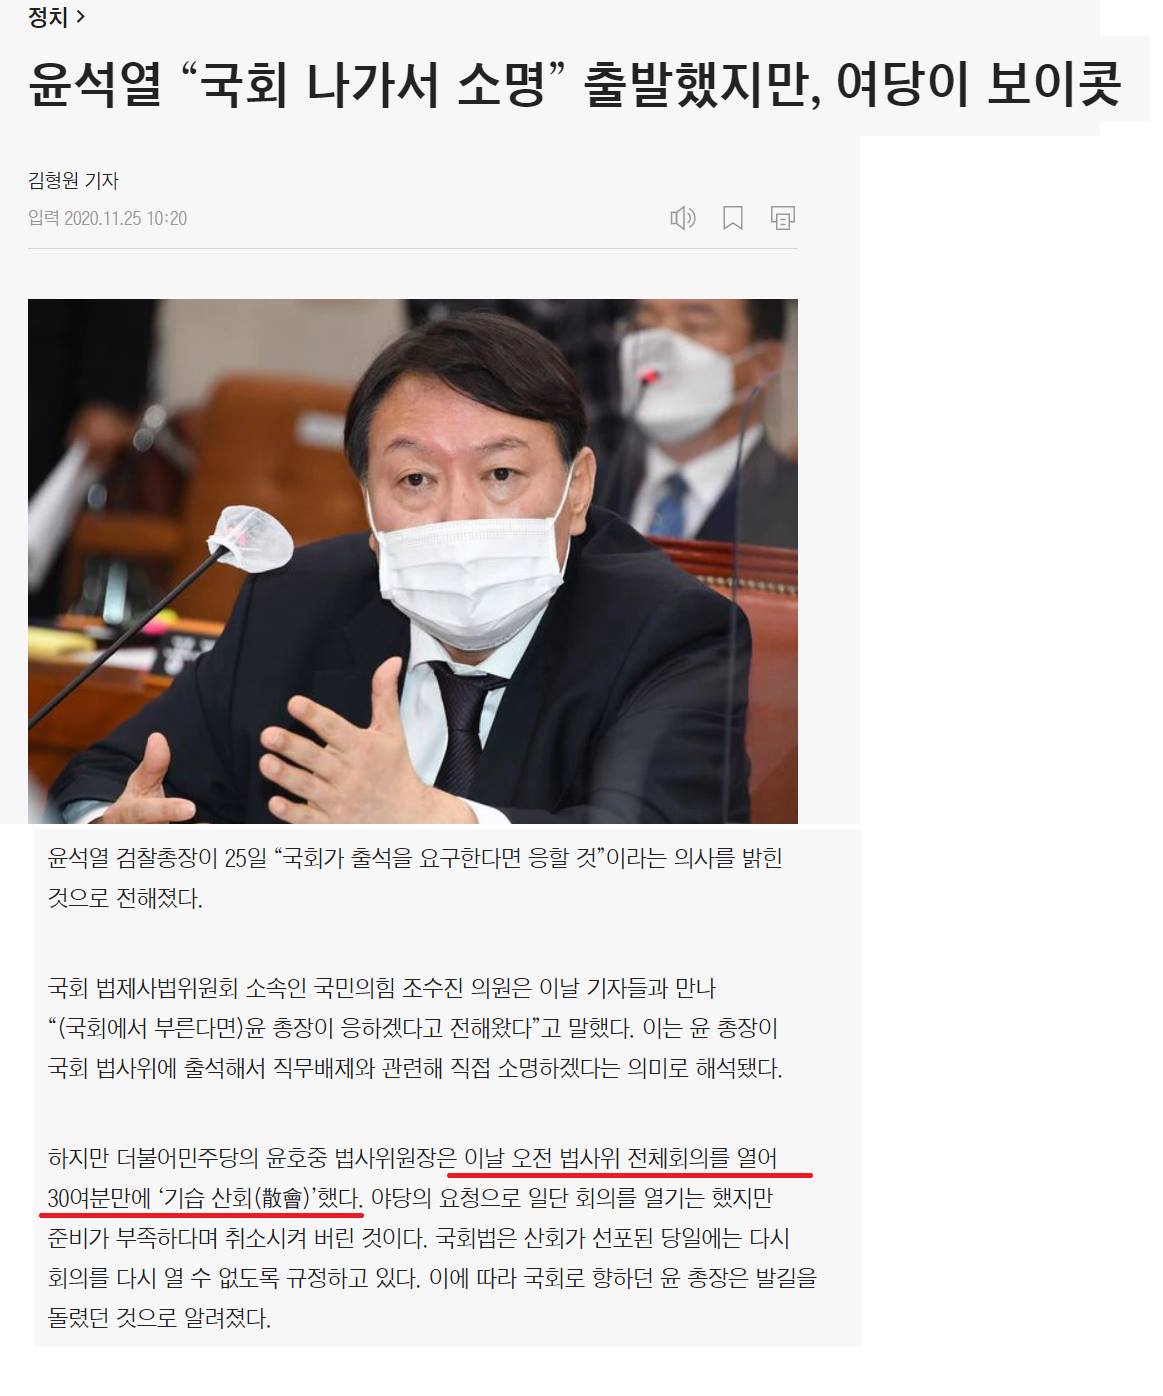 정치 >
윤석열 “국회 나가서 소명” 출발했지만, 여당이 보이콧
김형원 기자
입력 2020.11.25 10:20
윤석열 검찰총장이 25일 “국회가 출석을 요구한다면 응할 것”이라는 의사를 밝힌
것으로 전해졌다.
국회 법제사법위원회 소속인 국민의힘 조수진 의원은 이날 기자들과 만나
“(국회에서 부른다면)윤 총장이 응하겠다고 전해왔다”고 말했다. 이는 윤 총장이
국회 법사위에 출석해서 직무배제와 관련해 직접 소명하겠다는 의미로 해석됐다.
하지만 더불어민주당의 윤호중 법사위원장은 이날 오전 법사위 전체회의를 열어
30여분만에 ‘기습 산회(散會)’했다. 야당의 요청으로 일단 회의를 열기는 했지만
준비가 부족하다며 취소시켜 버린 것이다. 국회법은 산회가 선포된 당일에는 다시
회의를 다시 열 수 없도록 규정하고 있다. 이에 따라 국회로 향하던 윤 총장은 발길을
돌렸던 것으로 알려졌다.